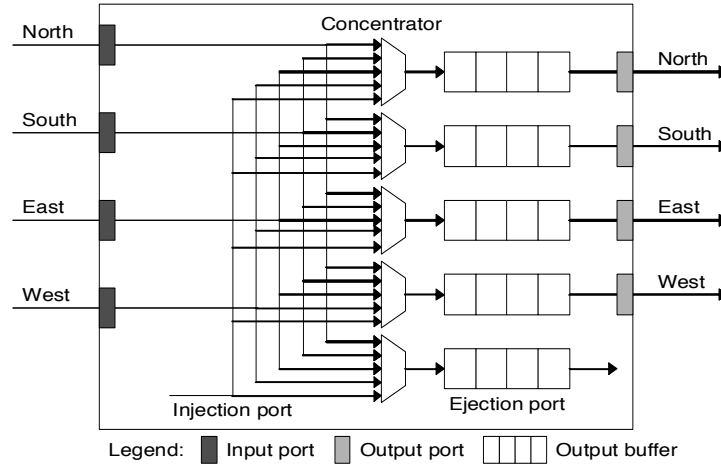 Concentrator
North
North
South
South
East
East
West
West
Injection port
Ejection port
Legend: Input port Output port Output buffer